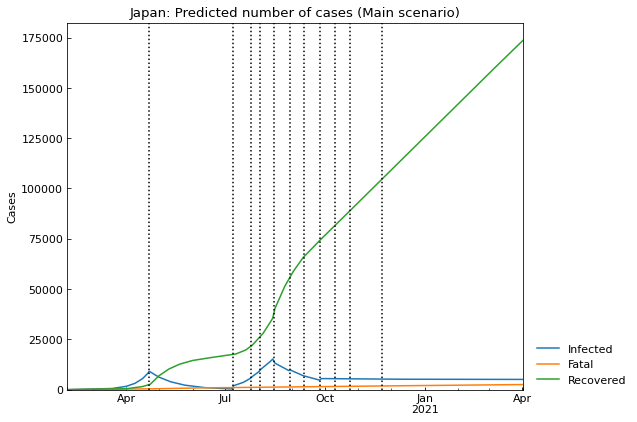 Japan: Predicted number of cases (Main scenario)
175000
150000
125000
100000
75000
50000
25000
0
Cases
Apr
Jul
Oct
Jan
2021
Apr
Infected
Fatal
Recovered